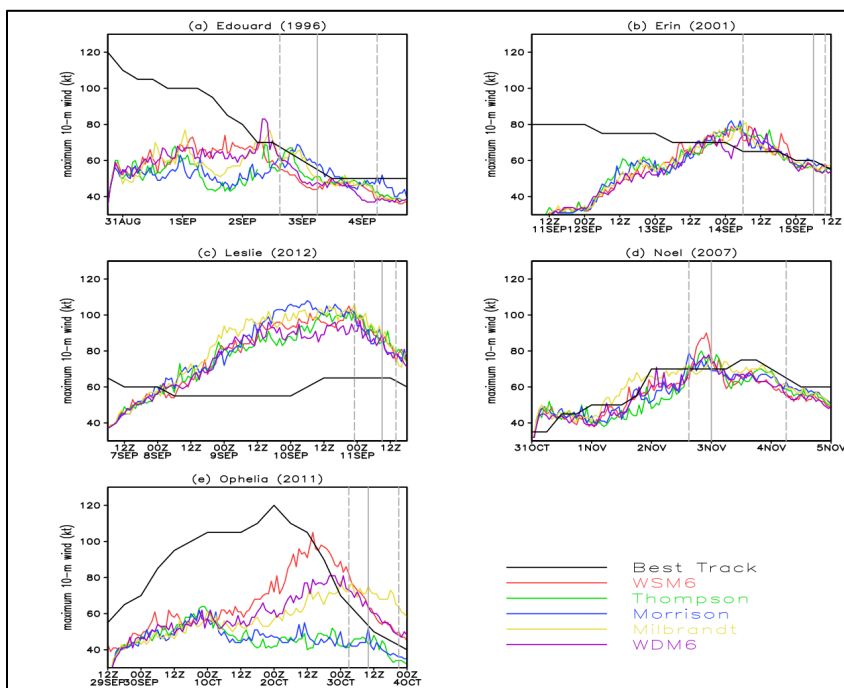 (a) Edouard (1996)
maximum 10-m wind (kt)
120
100
80
60
40
31AUG 1SEP 2SEP 3SEP 4SEP
(b) Erin (2001)
maximum 10-m wind (kt)
120
100
80
60
40
12Z 00Z 12Z 00Z 12Z 00Z 12Z 00Z 12Z
11SEP 12SEP 13SEP 14SEP 15SEP
(c) Leslie (2012)
maximum 10-m wind (kt)
120
100
80
60
40
12Z 00Z 12Z 00Z 12Z 00Z 12Z 00Z 12Z
7SEP 8SEP 9SEP 10SEP 11SEP
(d) Noel (2007)
maximum 10-m wind (kt)
120
100
80
60
40
31OCT 1NOV 2NOV 3NOV 4NOV 5NOV
(e) Ophelia (2011)
maximum 10-m wind (kt)
120
100
80
60
40
12Z 00Z 12Z 00Z 12Z 00Z 12Z 00Z 12Z 00Z
29SEP 30SEP 1OCT 2OCT 3OCT 4OCT
Best Track
WSM6
Thompson
Morrison
Milbrandt
WDM6